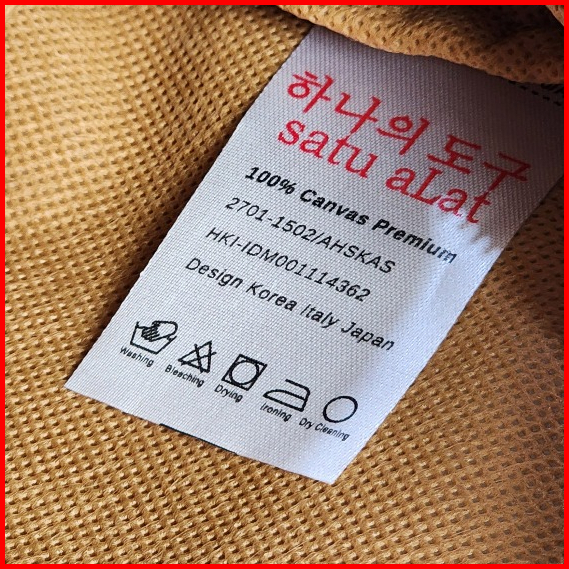 하나의 도구
satu aLat
100% Canvas Premium
2701-1502/AHSKAS
HKI-IDM001114362
Design Korea Italy Japan
Washing Bleaching Drying Ironing Dry Cleaning